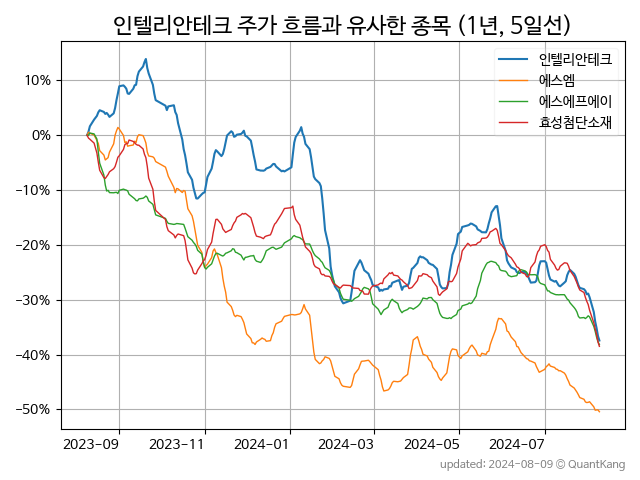 인텔리안테크 주가 흐름과 유사한 종목 (1년, 5일선)
인텔리안테크
에스엠
에스에프에이
효성첨단소재
10%
0%
−10%
−20%
−30%
−40%
−50%
2023-09 2023-11 2024-01 2024-03 2024-05 2024-07
updated: 2024-08-09 © QuantKang